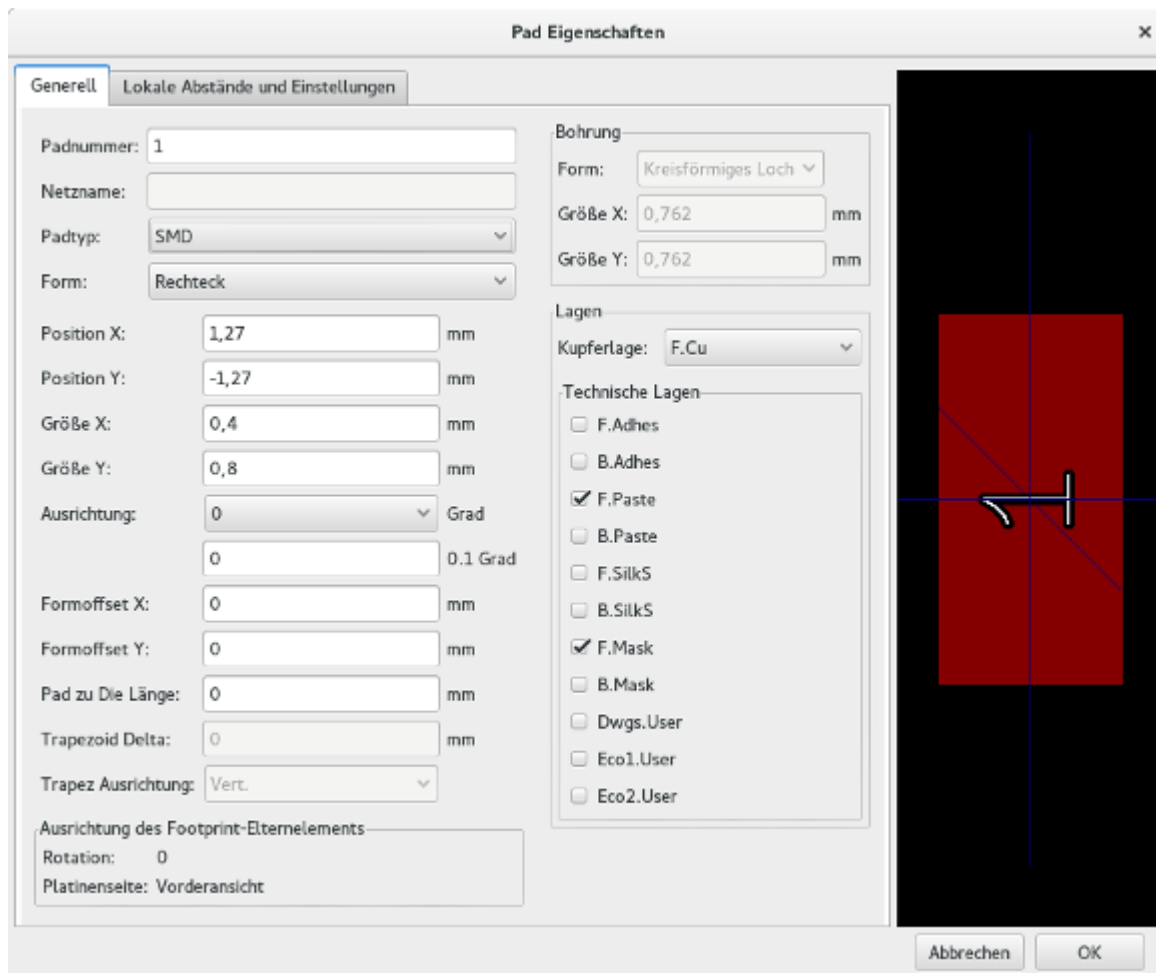 Pad Eigenschaften
Generell
Lokale Abstände und Einstellungen
Padnummer: 1
Netzname:
Padtyp: SMD
Form: Rechteck
Position X: 1,27 mm
Position Y: -1,27 mm
Größe X: 0,4 mm
Größe Y: 0,8 mm
Ausrichtung: 0 Grad
0 0.1 Grad
Formoffset X: 0 mm
Formoffset Y: 0 mm
Pad zu Die Länge: 0 mm
Trapezoid Delta: 0 mm
Trapez Ausrichtung: Vert.
Ausrichtung des Footprint-Elternelements
Rotation: 0
Platinenseite: Vorderansicht
Bohrung
Form: Kreisförmiges Loch
Größe X: 0,762 mm
Größe Y: 0,762 mm
Lagen
Kupferlage: F.Cu
Technische Lagen
F.Adhes
B.Adhes
F.Paste
B.Paste
F.SilkS
B.SilkS
F.Mask
B.Mask
Dwgs.User
Eco1.User
Eco2.User
1
Abbrechen
OK